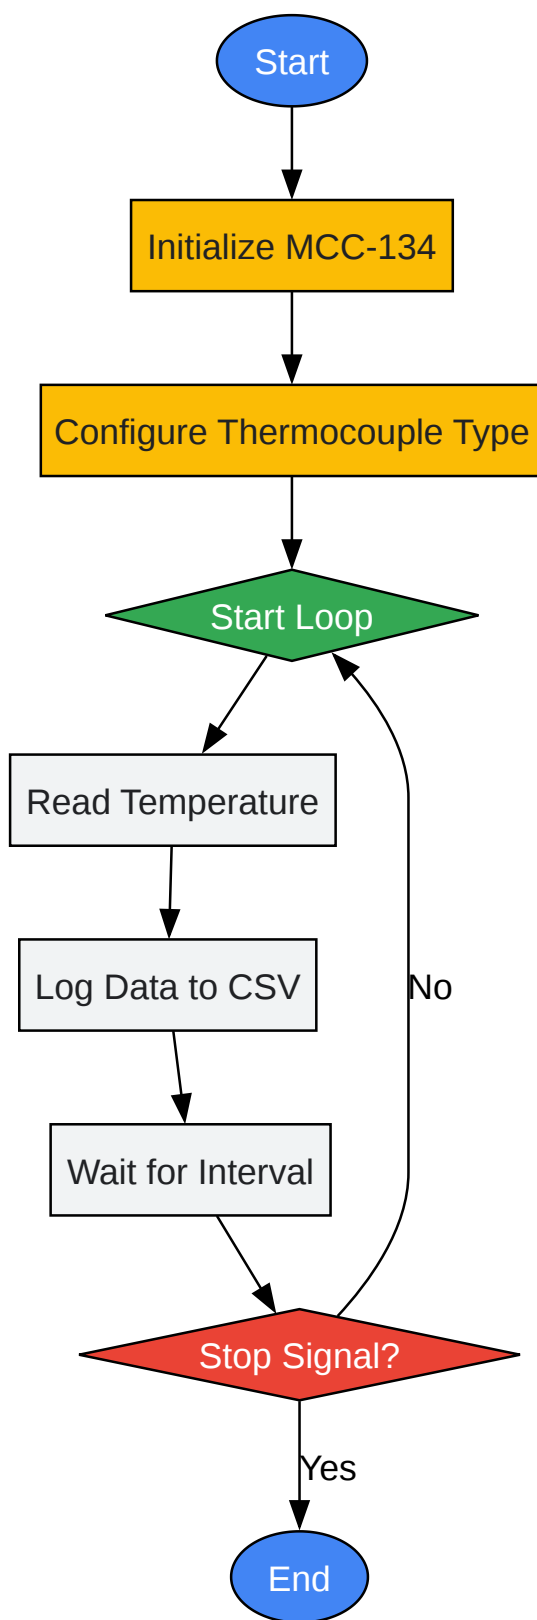 Start
Initialize MCC-134
Configure Thermocouple Type
Start Loop
Read Temperature
Log Data to CSV
No
Wait for Interval
Stop Signal?
Yes
End